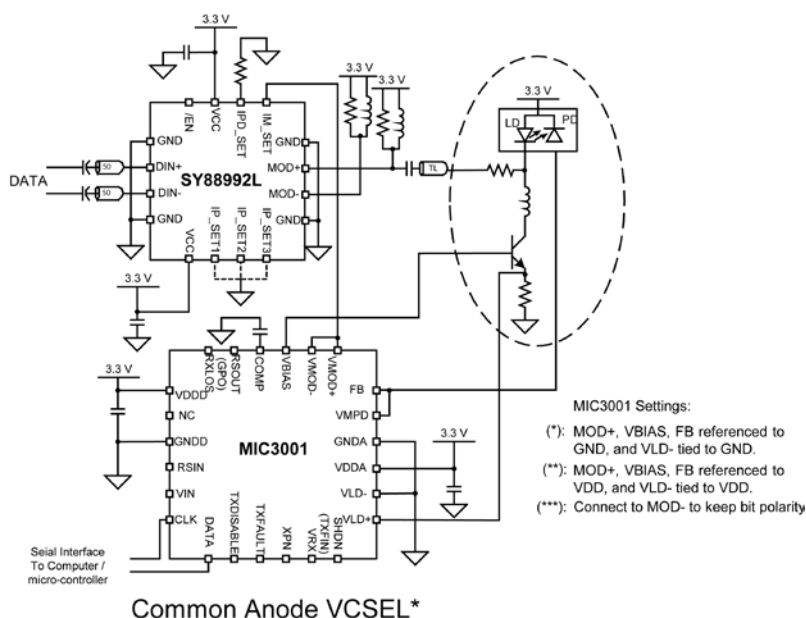 3.3 V
3.3 V
3.3 V
3.3 V
/EN
VCC
IPD_SET
IM_SET
LD
PD
GND
GND
DATA
50
DIN+
MOD+
TL
SY88992L
50
DIN-
MOD-
GND
GND
VCC
IP_SET1
IP_SET2
IP_SET3
3.3 V
RXLOS
RSOUT
(GPO)
COMP
VBIAS
VMOD-
VMOD+
3.3 V
VDDD
FB
NC
VMPD
GNDD
MIC3001
GNDA
3.3 V
RSIN
VDDA
VIN
VLD-
CLK
VLD+
DATA
TXDISABLE
TXFAULT
XPN
VRX
SHDN
(TXFIN)
Seial Interface
To Computer /
micro-controller
MIC3001 Settings:
(*): MOD+, VBIAS, FB referenced to
GND, and VLD- tied to GND.
(**): MOD+, VBIAS, FB referenced to
VDD, and VLD- tied to VDD.
(***): Connect to MOD- to keep bit polarity
Common Anode VCSEL*